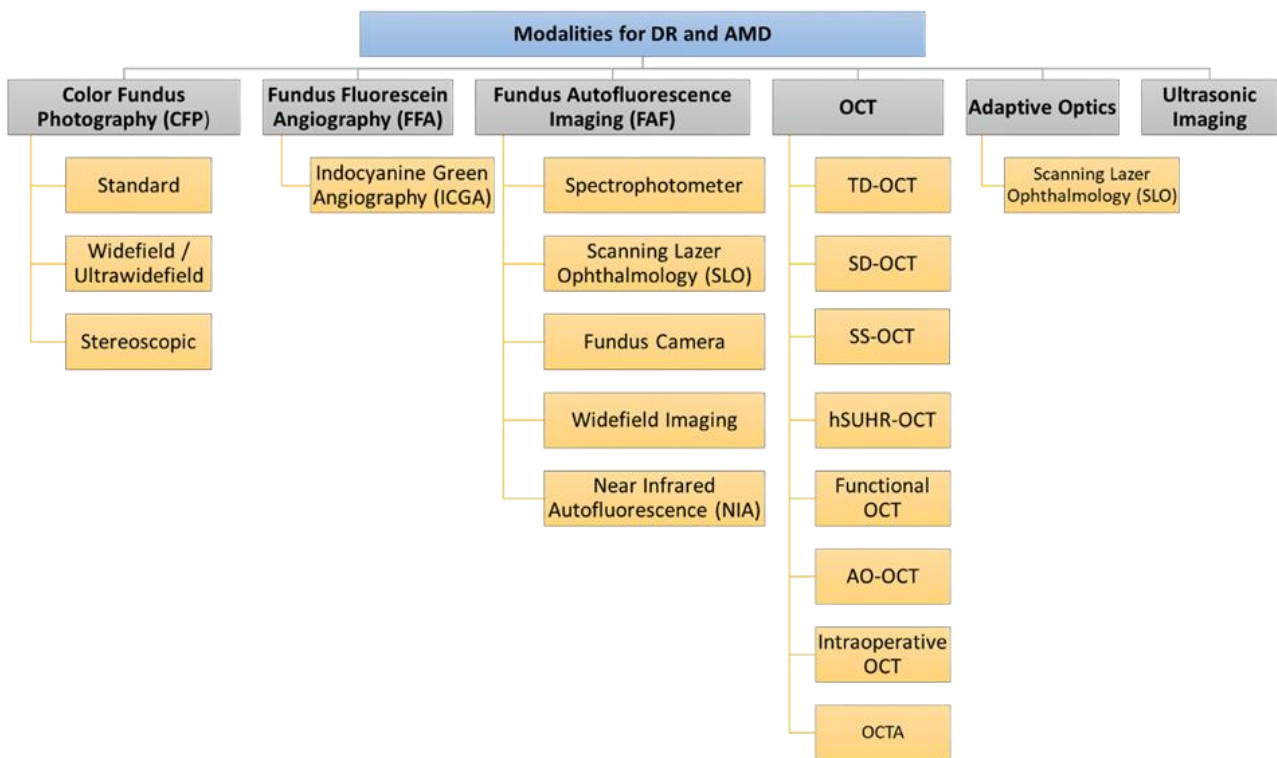 Modalities for DR and AMD
Color Fundus
Photography (CFP)
Standard
Widefield /
Ultrawidefield
Stereoscopic
Fundus Fluorescein
Angiography (FFA)
Indocyanine Green
Angiography (ICGA)
Fundus Autofluorescence
Imaging (FAF)
Spectrophotometer
Scanning Lazer
Ophthalmology (SLO)
Fundus Camera
Widefield Imaging
Near Infrared
Autofluorescence (NIA)
OCT
TD-OCT
SD-OCT
SS-OCT
hSUHR-OCT
Functional
OCT
AO-OCT
Intraoperative
OCT
OCTA
Adaptive Optics
Scanning Lazer
Ophthalmology (SLO)
Ultrasonic
Imaging